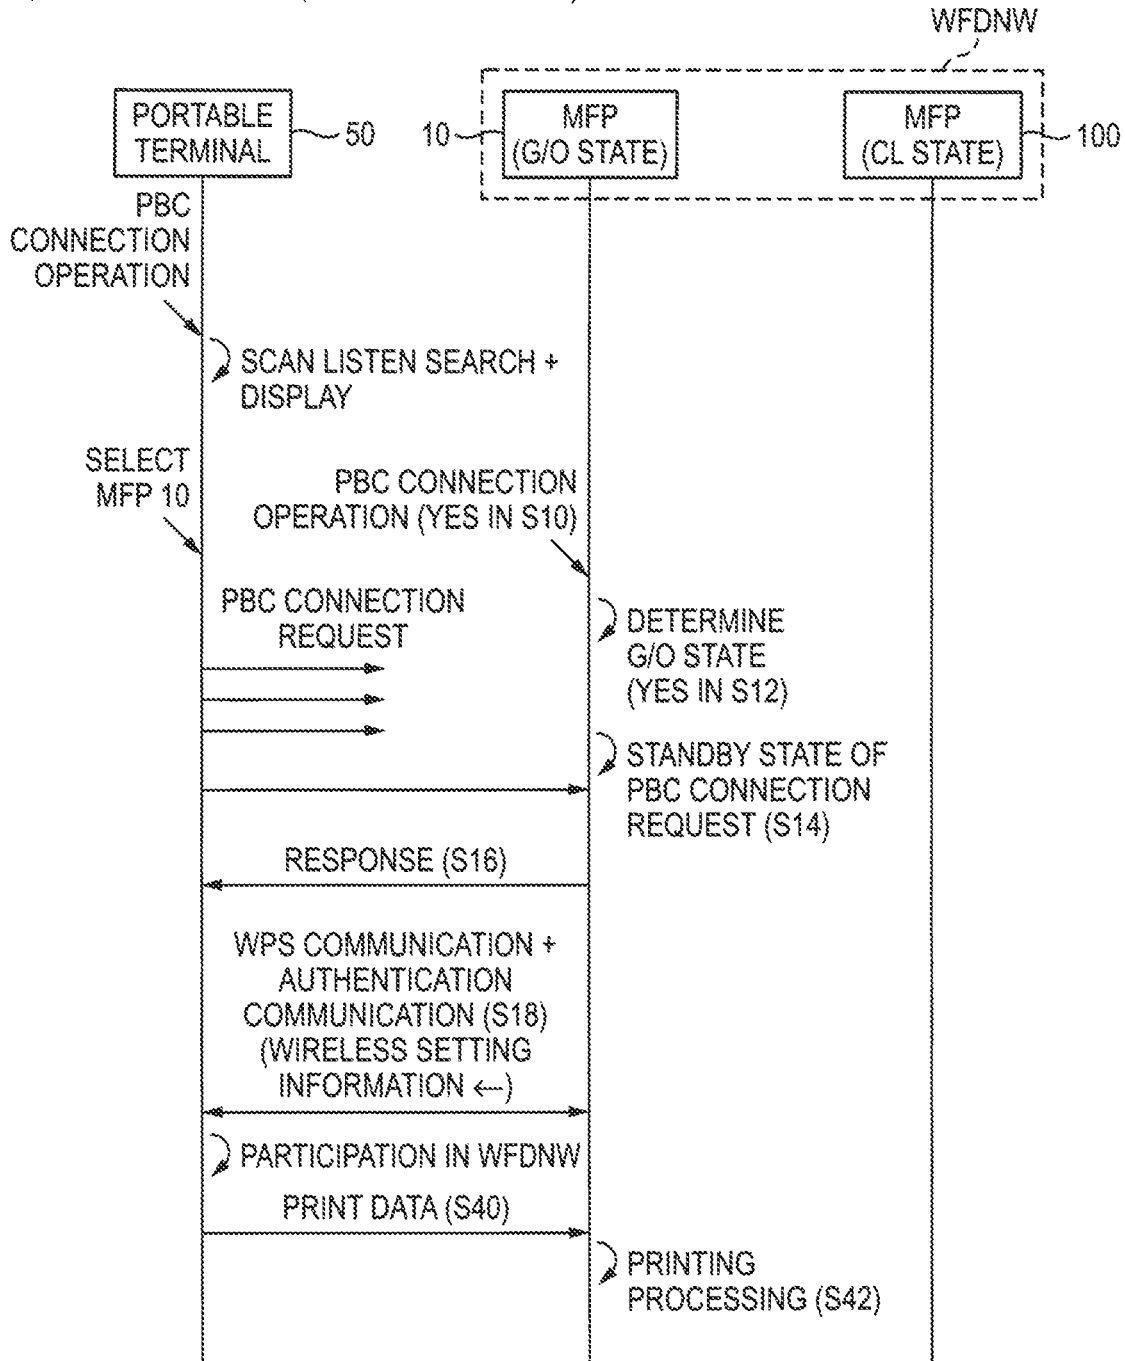 WFDNW
PORTABLE
TERMINAL
50
10
MFP
(G/O STATE)
MFP
(CL STATE)
100
PBC
CONNECTION
OPERATION
SCAN LISTEN SEARCH +
DISPLAY
SELECT
MFP 10
PBC CONNECTION
OPERATION (YES IN S10)
PBC CONNECTION
REQUEST
DETERMINE
G/O STATE
(YES IN S12)
STANDBY STATE OF
PBC CONNECTION
REQUEST (S14)
RESPONSE (S16)
WPS COMMUNICATION +
AUTHENTICATION
COMMUNICATION (S18)
(WIRELESS SETTING
INFORMATION ←)
PARTICIPATION IN WFDNW
PRINT DATA (S40)
PRINTING
PROCESSING (S42)